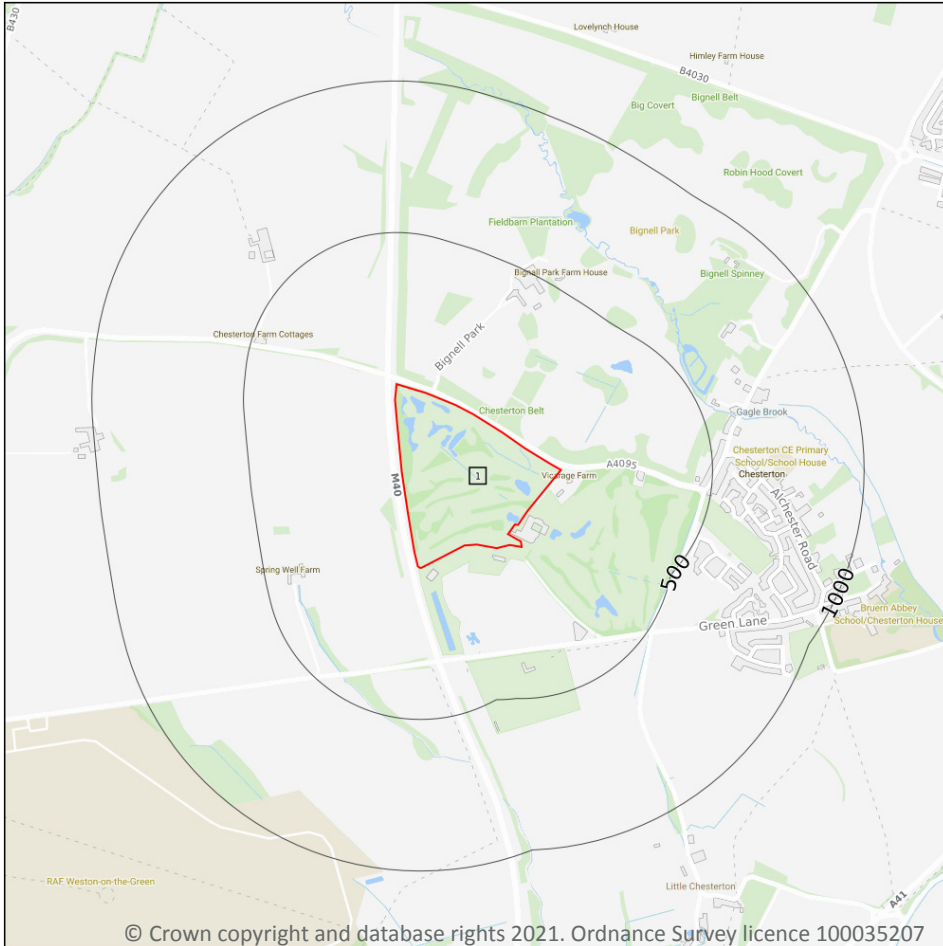 B430
Lovelynch House
Himley Farm House
B4030
Bignell Belt
Big Covert
Robin Hood Covert
Fieldbarn Plantation
Bignell Park
Bignall Park Farm House
Bignell Spinney
Chesterton Farm Cottages
Bignell Park
Chesterton Belt
Gagle Brook
A4095
Chesterton CE Primary
School/School House
Chesterton
1
Vicarage Farm
M40
Alchester Road
500
1000
Spring Well Farm
Green Lane
Bruern Abbey
School/Chesterton House
RAF Weston-on-the-Green
Little Chesterton
A41
© Crown copyright and database rights 2021. Ordnance Survey licence 100035207